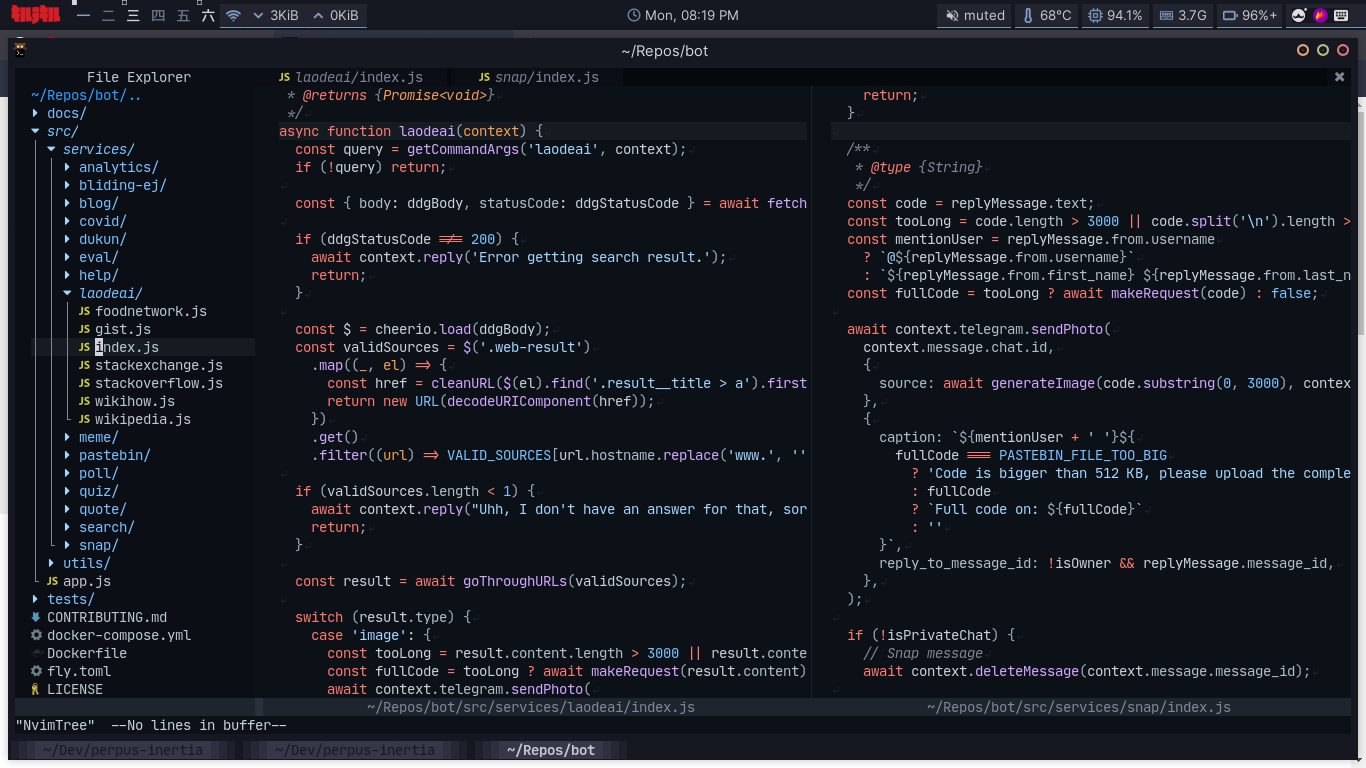 一 二 三 四 五 六 3KiB 0KiB Mon, 08:19 PM muted 68°C 94.1% 3.7G 96%+
~/Repos/bot
File Explorer
~/Repos/bot/..
docs/
src/
services/
analytics/
bliding-ej/
blog/
covid/
dukun/
eval/
help/
laodeai/
JS foodnetwork.js
JS gist.js
JS index.js
JS stackexchange.js
JS stackoverflow.js
JS wikihow.js
JS wikipedia.js
meme/
pastebin/
poll/
quiz/
quote/
search/
snap/
utils/
JS app.js
tests/
CONTRIBUTING.md
docker-compose.yml
Dockerfile
fly.toml
LICENSE
JS laodeai/index.js JS snap/index.js
* @returns {Promise<void>}
*/
async function laodeai(context) {
const query = getCommandArgs('laodeai', context);
if (!query) return;
const { body: ddgBody, statusCode: ddgStatusCode } = await fetch
if (ddgStatusCode !== 200) {
await context.reply('Error getting search result.');
return;
}
const $ = cheerio.load(ddgBody);
const validSources = $('.web-result')
.map((_, el) => {
const href = cleanURL($(el).find('.result__title > a').first
return new URL(decodeURIComponent(href));
})
.get()
.filter((url) => VALID_SOURCES[url.hostname.replace('www.', ''
if (validSources.length < 1) {
await context.reply("Uhh, I don't have an answer for that, sor
return;
}
const result = await goThroughURLs(validSources);
switch (result.type) {
case 'image': {
const tooLong = result.content.length > 3000 || result.conte
const fullCode = tooLong ? await makeRequest(result.content)
await context.telegram.sendPhoto(
return;
}
/**
* @type {String}
*/
const code = replyMessage.text;
const tooLong = code.length > 3000 || code.split('\n').length >
const mentionUser = replyMessage.from.username
? `@${replyMessage.from.username}`
: `${replyMessage.from.first_name} ${replyMessage.from.last_n
const fullCode = tooLong ? await makeRequest(code) : false;
await context.telegram.sendPhoto(
context.message.chat.id,
{
source: await generateImage(code.substring(0, 3000), contex
},
{
caption: `${mentionUser + ' '}${
fullCode === PASTEBIN_FILE_TOO_BIG
? 'Code is bigger than 512 KB, please upload the comple
: fullCode
? `Full code on: ${fullCode}`
: ''
}`,
reply_to_message_id: !isOwner && replyMessage.message_id,
},
);
if (!isPrivateChat) {
// Snap message
await context.deleteMessage(context.message.message_id);
~/Repos/bot/src/services/laodeai/index.js ~/Repos/bot/src/services/snap/index.js
"NvimTree" --No lines in buffer--
~/Dev/perpus-inertia ~/Dev/perpus-inertia ~/Repos/bot